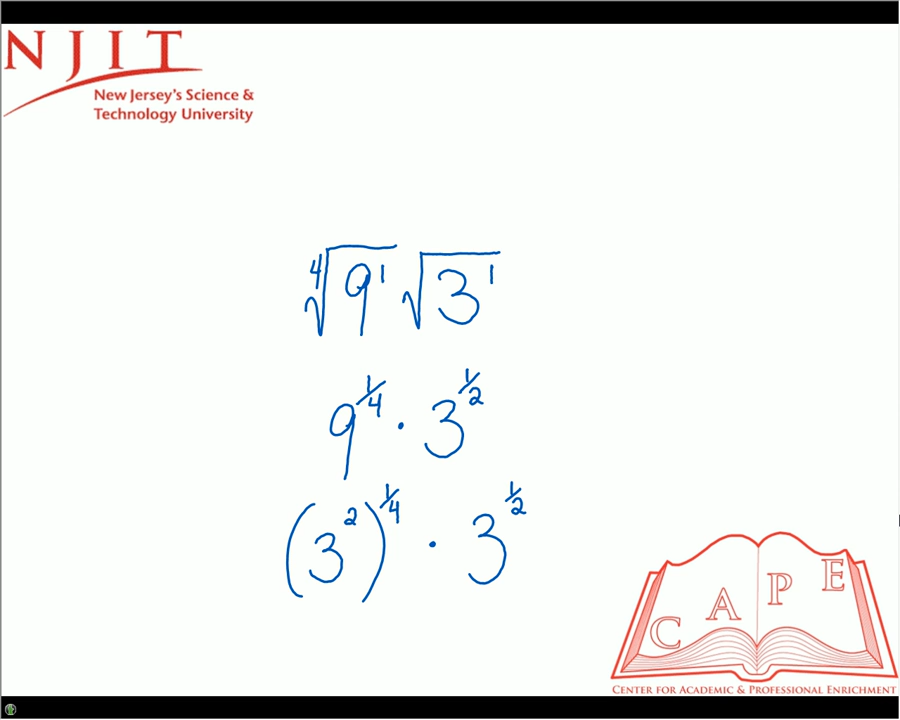 NJIT
New Jersey's Science &
Technology University
∜9¹ √3¹
9^(1/4) · 3^(1/2)
(3²)^(1/4) · 3^(1/2)
C A P E
CENTER FOR ACADEMIC & PROFESSIONAL ENRICHMENT